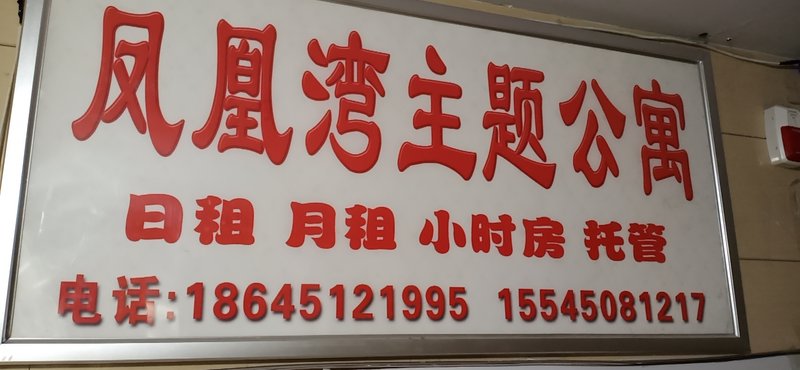 凤凰湾主题公寓
日租 月租 小时房 托管
电话:18645121995 15545081217